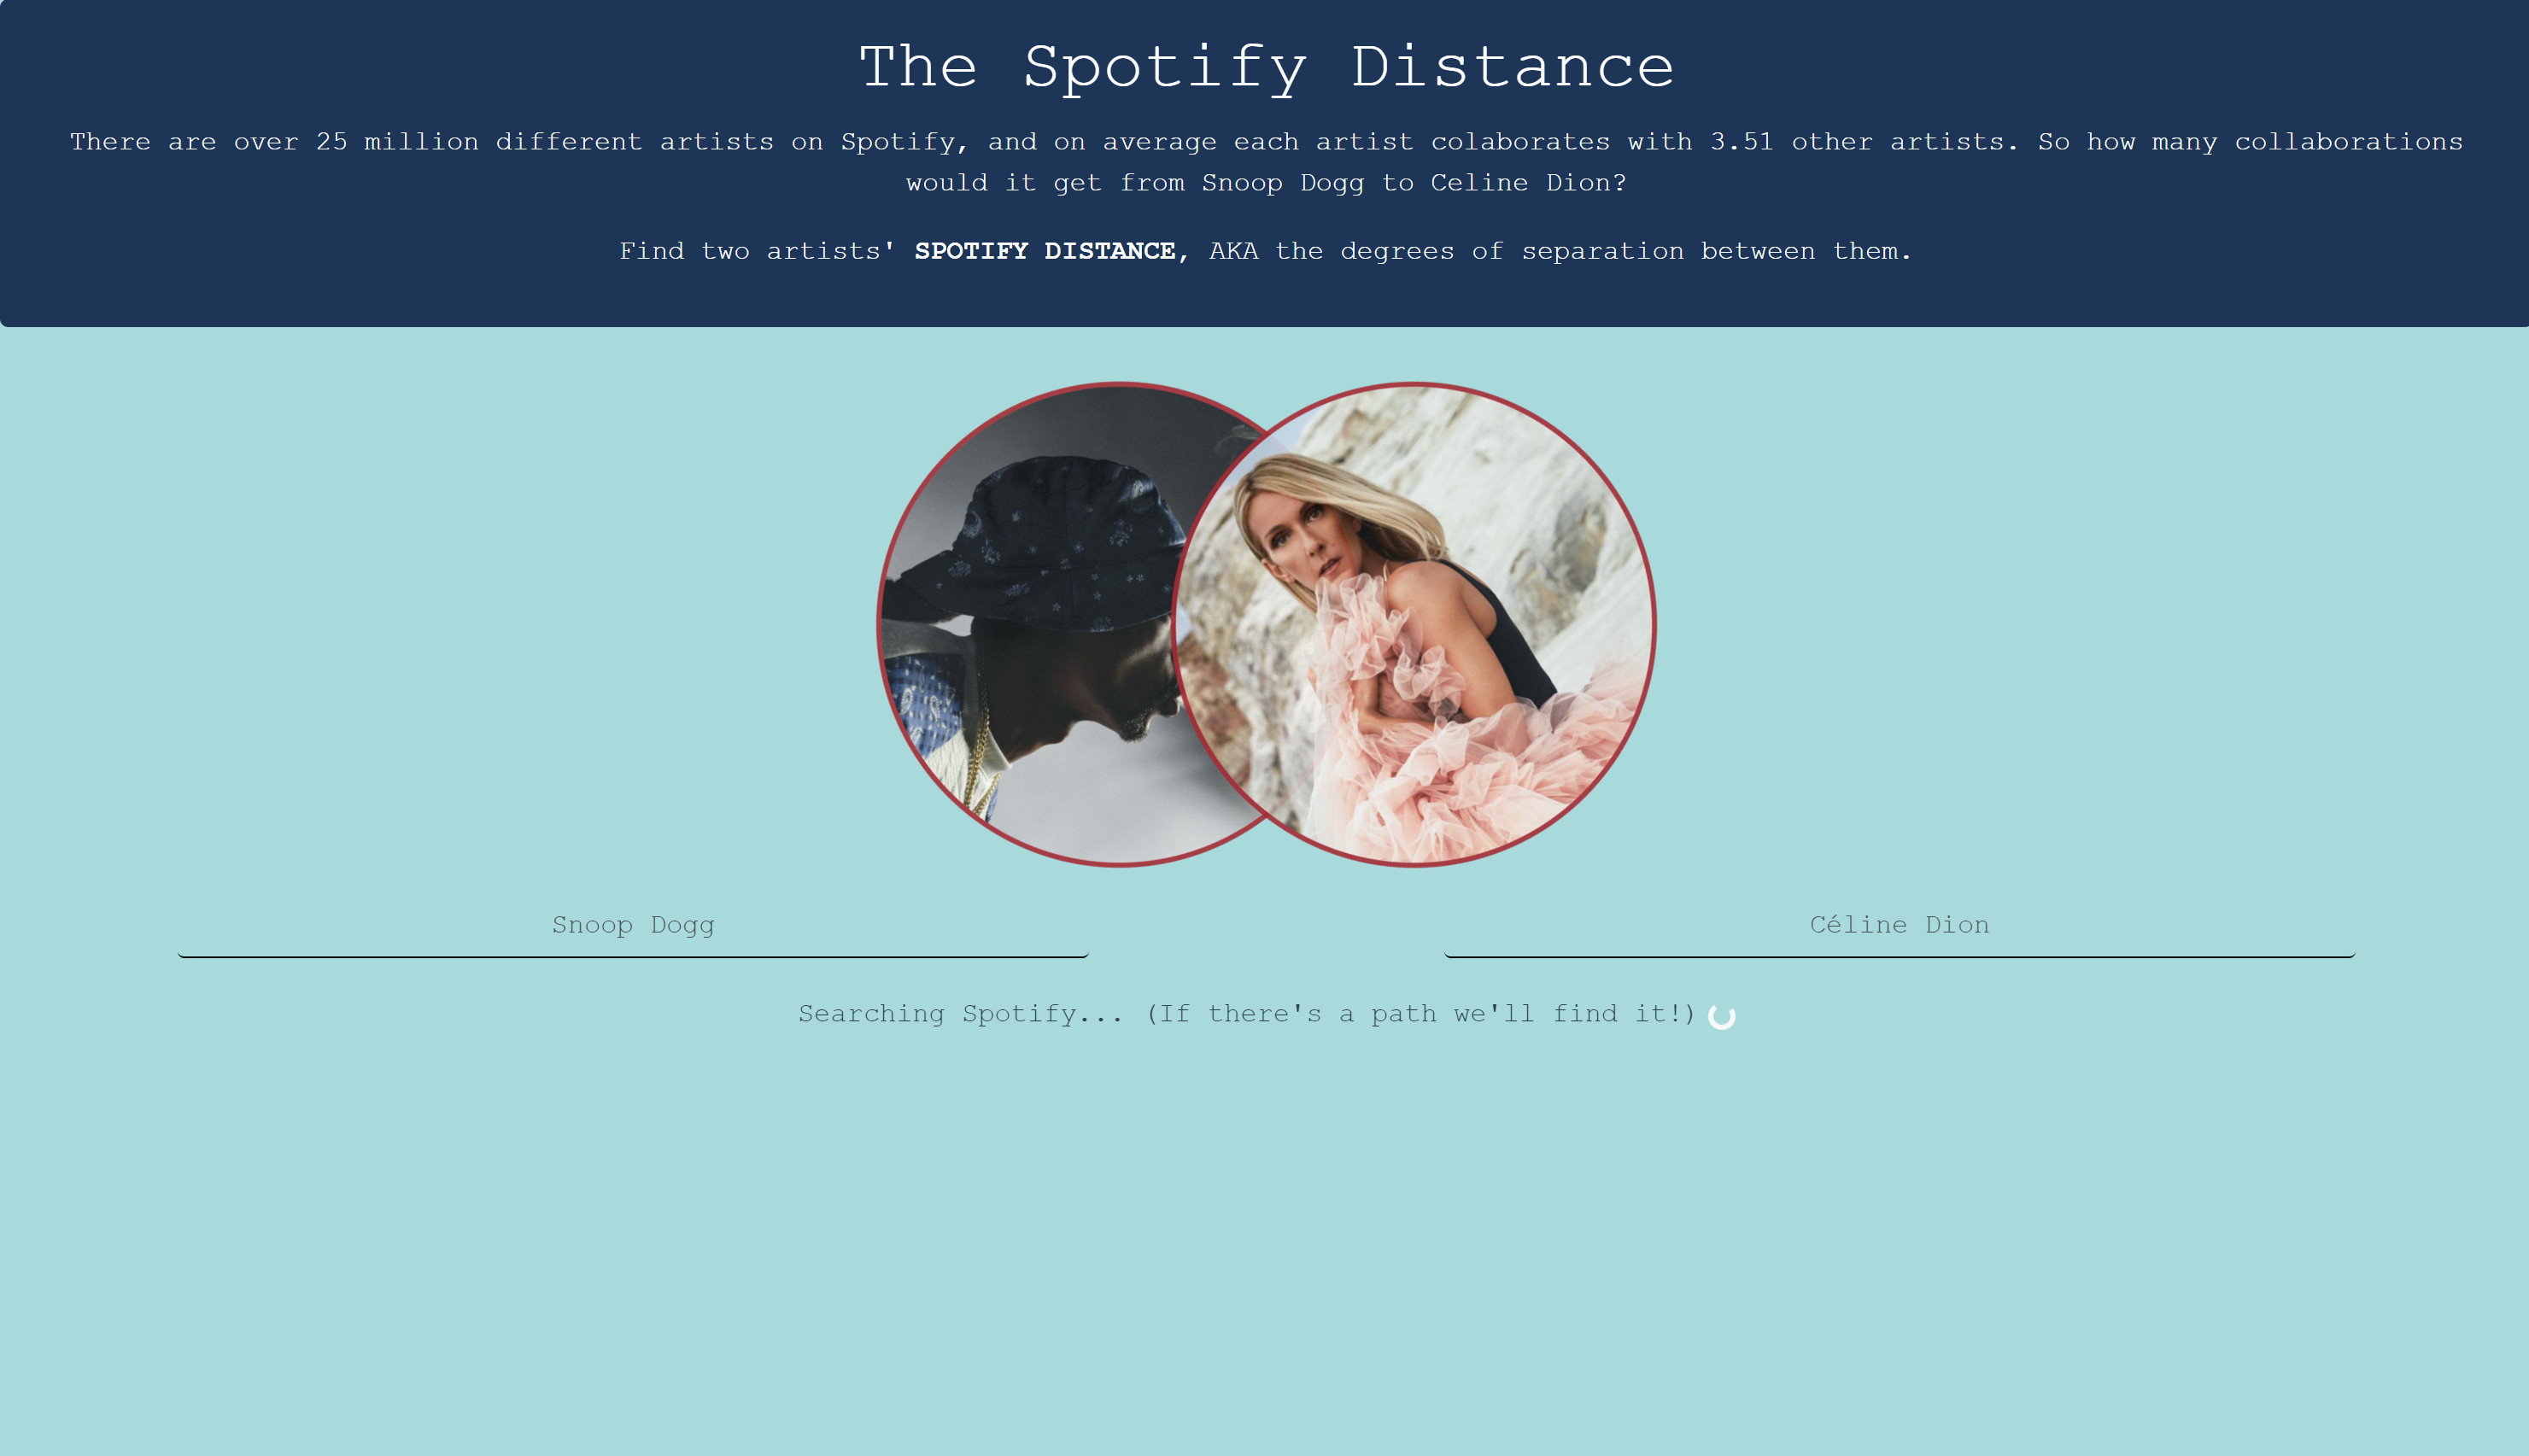 The Spotify Distance
There are over 25 million different artists on Spotify, and on average each artist colaborates with 3.51 other artists. So how many collaborations
would it get from Snoop Dogg to Celine Dion?
Find two artists' SPOTIFY DISTANCE, AKA the degrees of separation between them.
Snoop Dogg
Céline Dion
Searching Spotify... (If there's a path we'll find it!)